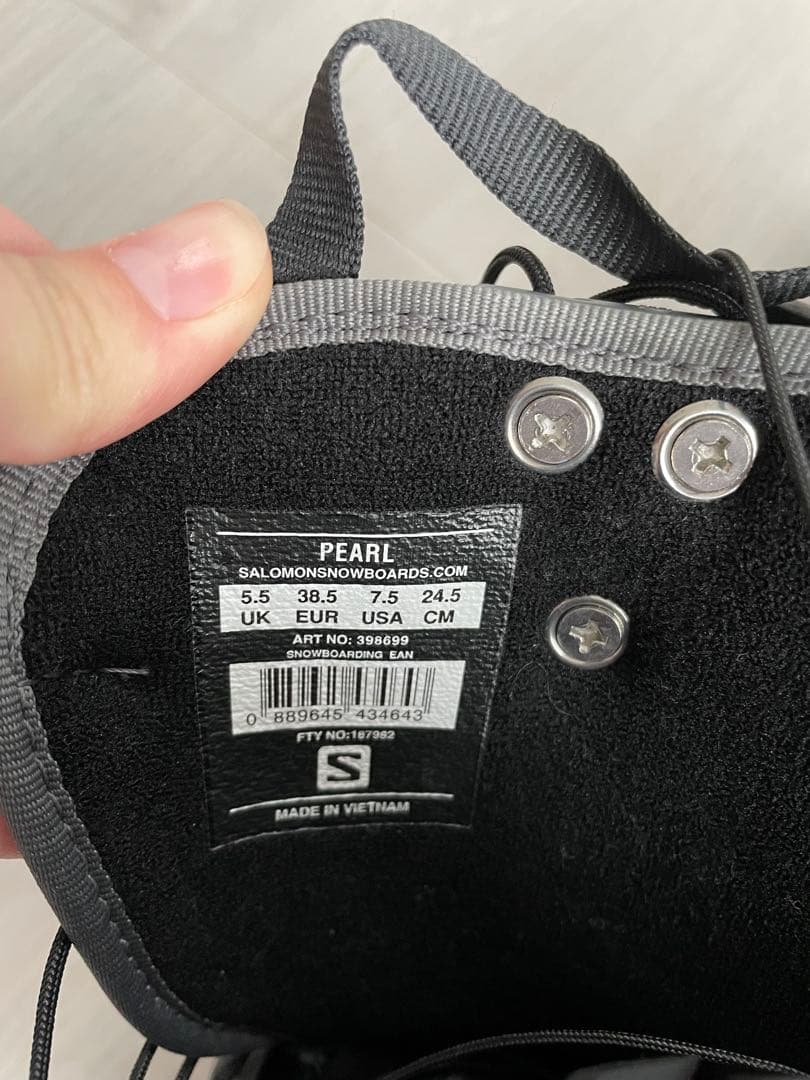 PEARL
SALOMONSNOWBOARDS.COM
5.5 38.5 7.5 24.5
UK EUR USA CM
ART NO: 398699
SNOWBOARDING EAN
0 889645 434643
FTY NO:187982
S
MADE IN VIETNAM